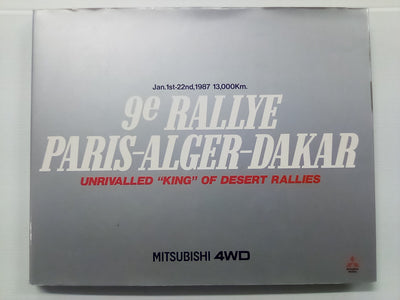 Jan.1st-22nd,1987 13,000Km.
9e RALLYE
PARIS-ALGER-DAKAR
UNRIVALLED "KING" OF DESERT RALLIES
MITSUBISHI 4WD